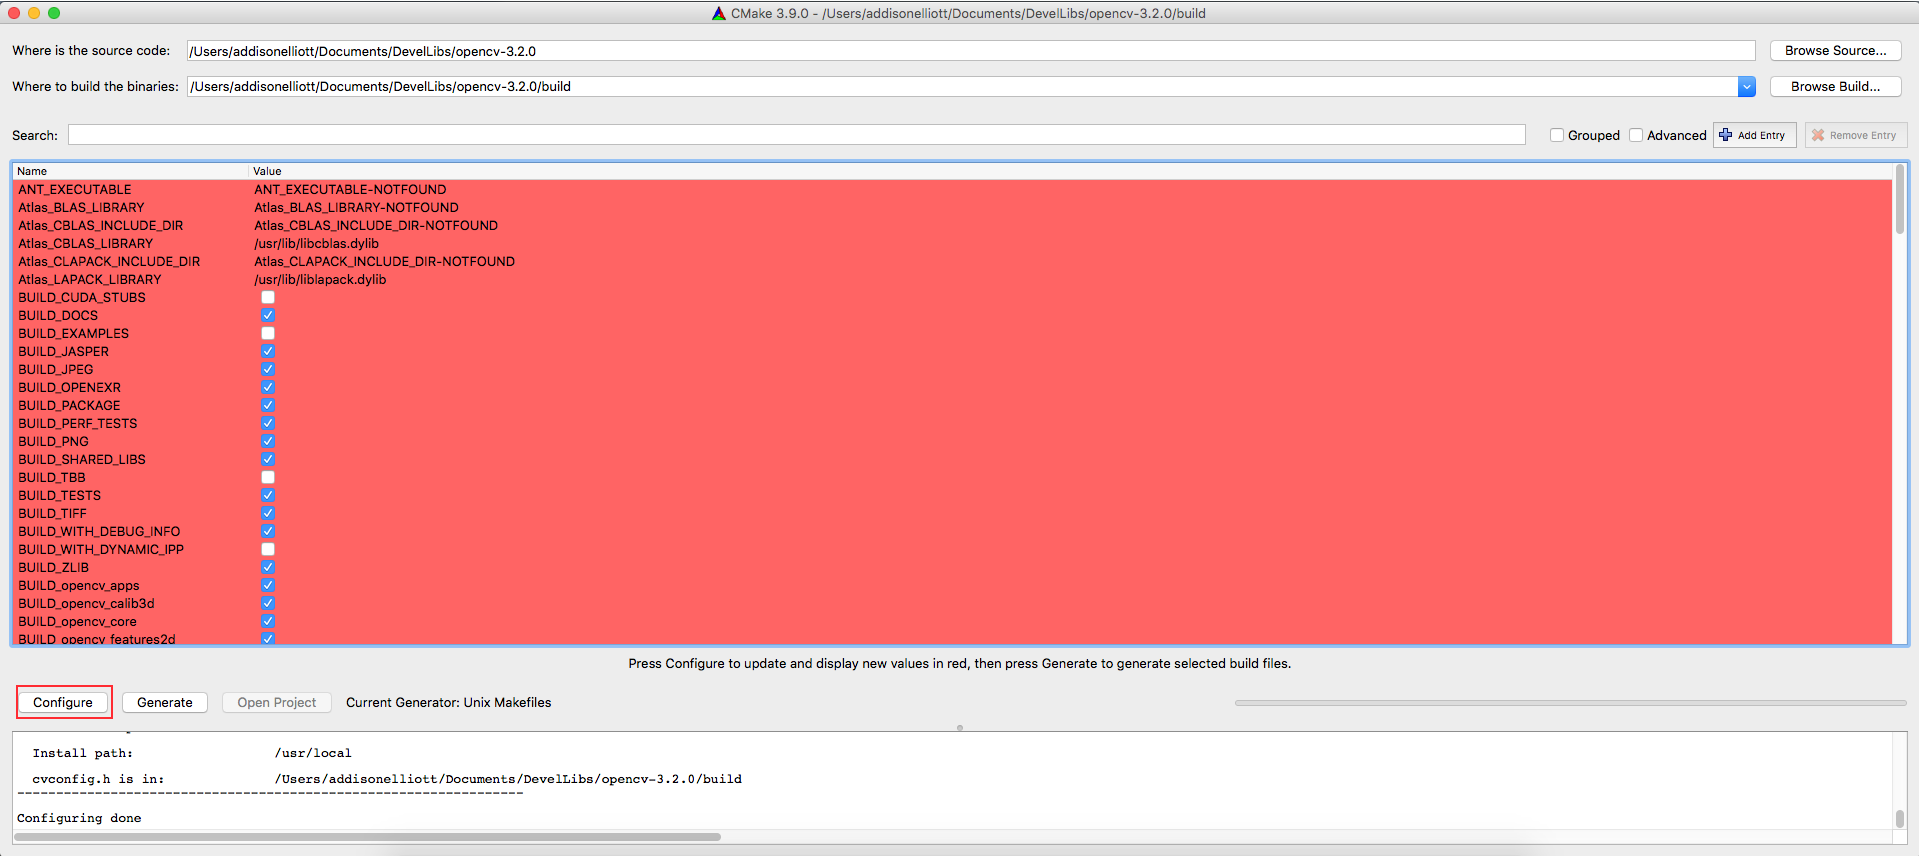 CMake 3.9.0 - /Users/addisonelliott/Documents/DevelLibs/opencv-3.2.0/build
Where is the source code: /Users/addisonelliott/Documents/DevelLibs/opencv-3.2.0 Browse Source...
Where to build the binaries: /Users/addisonelliott/Documents/DevelLibs/opencv-3.2.0/build Browse Build...
Search: Grouped Advanced Add Entry Remove Entry
Name Value
ANT_EXECUTABLE ANT_EXECUTABLE-NOTFOUND
Atlas_BLAS_LIBRARY Atlas_BLAS_LIBRARY-NOTFOUND
Atlas_CBLAS_INCLUDE_DIR Atlas_CBLAS_INCLUDE_DIR-NOTFOUND
Atlas_CBLAS_LIBRARY /usr/lib/libcblas.dylib
Atlas_CLAPACK_INCLUDE_DIR Atlas_CLAPACK_INCLUDE_DIR-NOTFOUND
Atlas_LAPACK_LIBRARY /usr/lib/liblapack.dylib
BUILD_CUDA_STUBS
BUILD_DOCS
BUILD_EXAMPLES
BUILD_JASPER
BUILD_JPEG
BUILD_OPENEXR
BUILD_PACKAGE
BUILD_PERF_TESTS
BUILD_PNG
BUILD_SHARED_LIBS
BUILD_TBB
BUILD_TESTS
BUILD_TIFF
BUILD_WITH_DEBUG_INFO
BUILD_WITH_DYNAMIC_IPP
BUILD_ZLIB
BUILD_opencv_apps
BUILD_opencv_calib3d
BUILD_opencv_core
BUILD_opencv_features2d
Press Configure to update and display new values in red, then press Generate to generate selected build files.
Configure Generate Open Project Current Generator: Unix Makefiles
Install path: /usr/local
cvconfig.h is in: /Users/addisonelliott/Documents/DevelLibs/opencv-3.2.0/build
-----------------------------------------------------------------
Configuring done